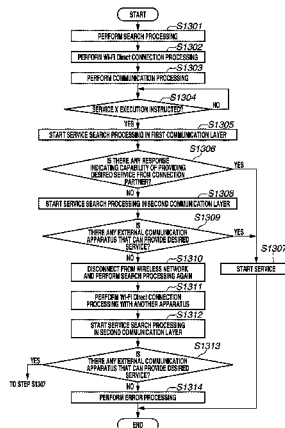 START
S1301
PERFORM SEARCH PROCESSING
S1302
PERFORM Wi-Fi Direct CONNECTION PROCESSING
S1303
PERFORM COMMUNICATION PROCESSING
S1304
SERVICE X EXECUTION INSTRUCTED?
NO
YES
S1305
START SERVICE SEARCH PROCESSING IN FIRST COMMUNICATION LAYER
S1306
IS THERE ANY RESPONSE
INDICATING CAPABILITY OF PROVIDING
DESIRED SERVICE FROM CONNECTION
PARTNER?
YES
NO
S1308
START SERVICE SEARCH PROCESSING IN SECOND COMMUNICATION LAYER
S1309
IS
THERE ANY EXTERNAL COMMUNICATION
APPARATUS THAT CAN PROVIDE DESIRED
SERVICE?
YES
NO
S1307
START SERVICE
S1310
DISCONNECT FROM WIRELESS NETWORK
AND PERFORM SEARCH PROCESSING AGAIN
S1311
PERFORM Wi-Fi Direct CONNECTION
PROCESSING WITH ANOTHER APPARATUS
S1312
START SERVICE SEARCH PROCESSING
IN SECOND COMMUNICATION LAYER
S1313
IS
THERE ANY EXTERNAL COMMUNICATION
APPARATUS THAT CAN PROVIDE DESIRED
SERVICE?
YES
TO STEP S1307
NO
S1314
PERFORM ERROR PROCESSING
END